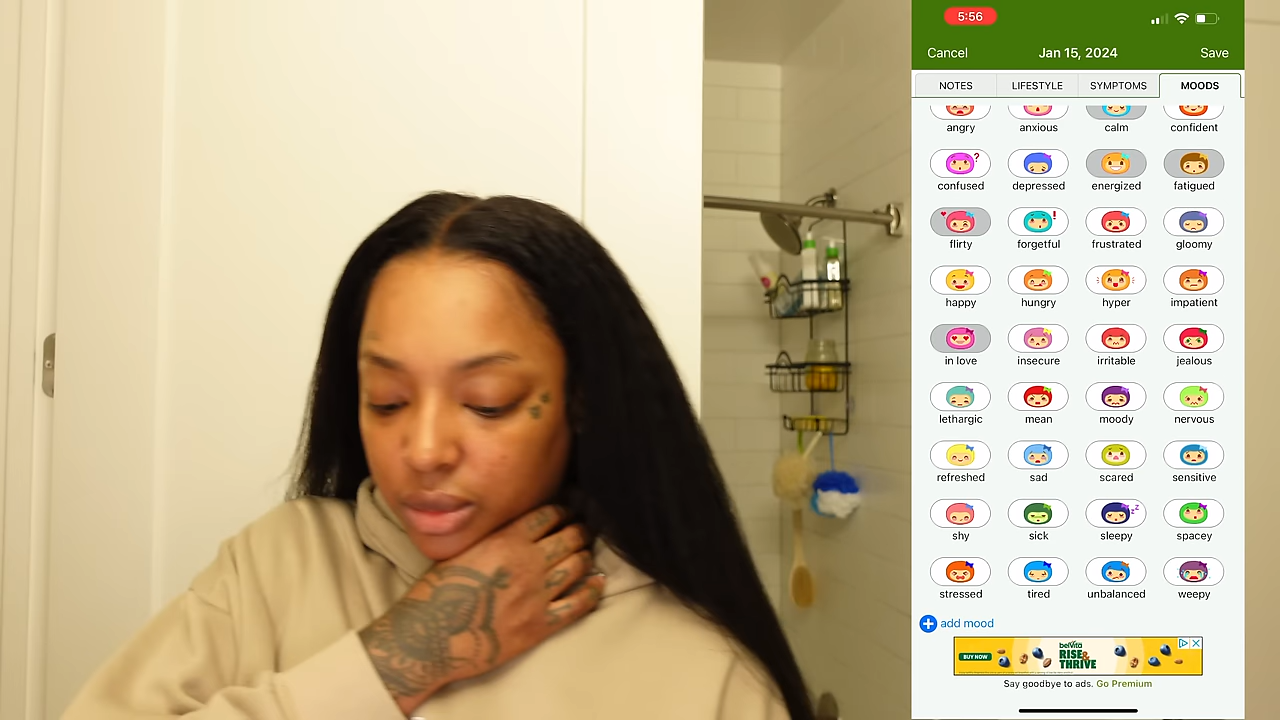 5:56
Cancel Jan 15, 2024 Save
NOTES LIFESTYLE SYMPTOMS MOODS
angry anxious calm confident
confused depressed energized fatigued
flirty forgetful frustrated gloomy
happy hungry hyper impatient
in love insecure irritable jealous
lethargic mean moody nervous
refreshed sad scared sensitive
shy sick sleepy spacey
stressed tired unbalanced weepy
add mood
BUY NOW
belVita
RISE &
THRIVE
Say goodbye to ads. Go Premium